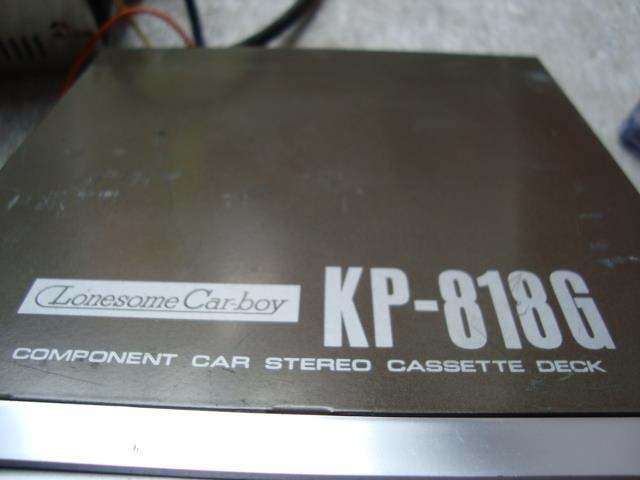 Lonesome Car-boy KP-818G
COMPONENT CAR STEREO CASSETTE DECK